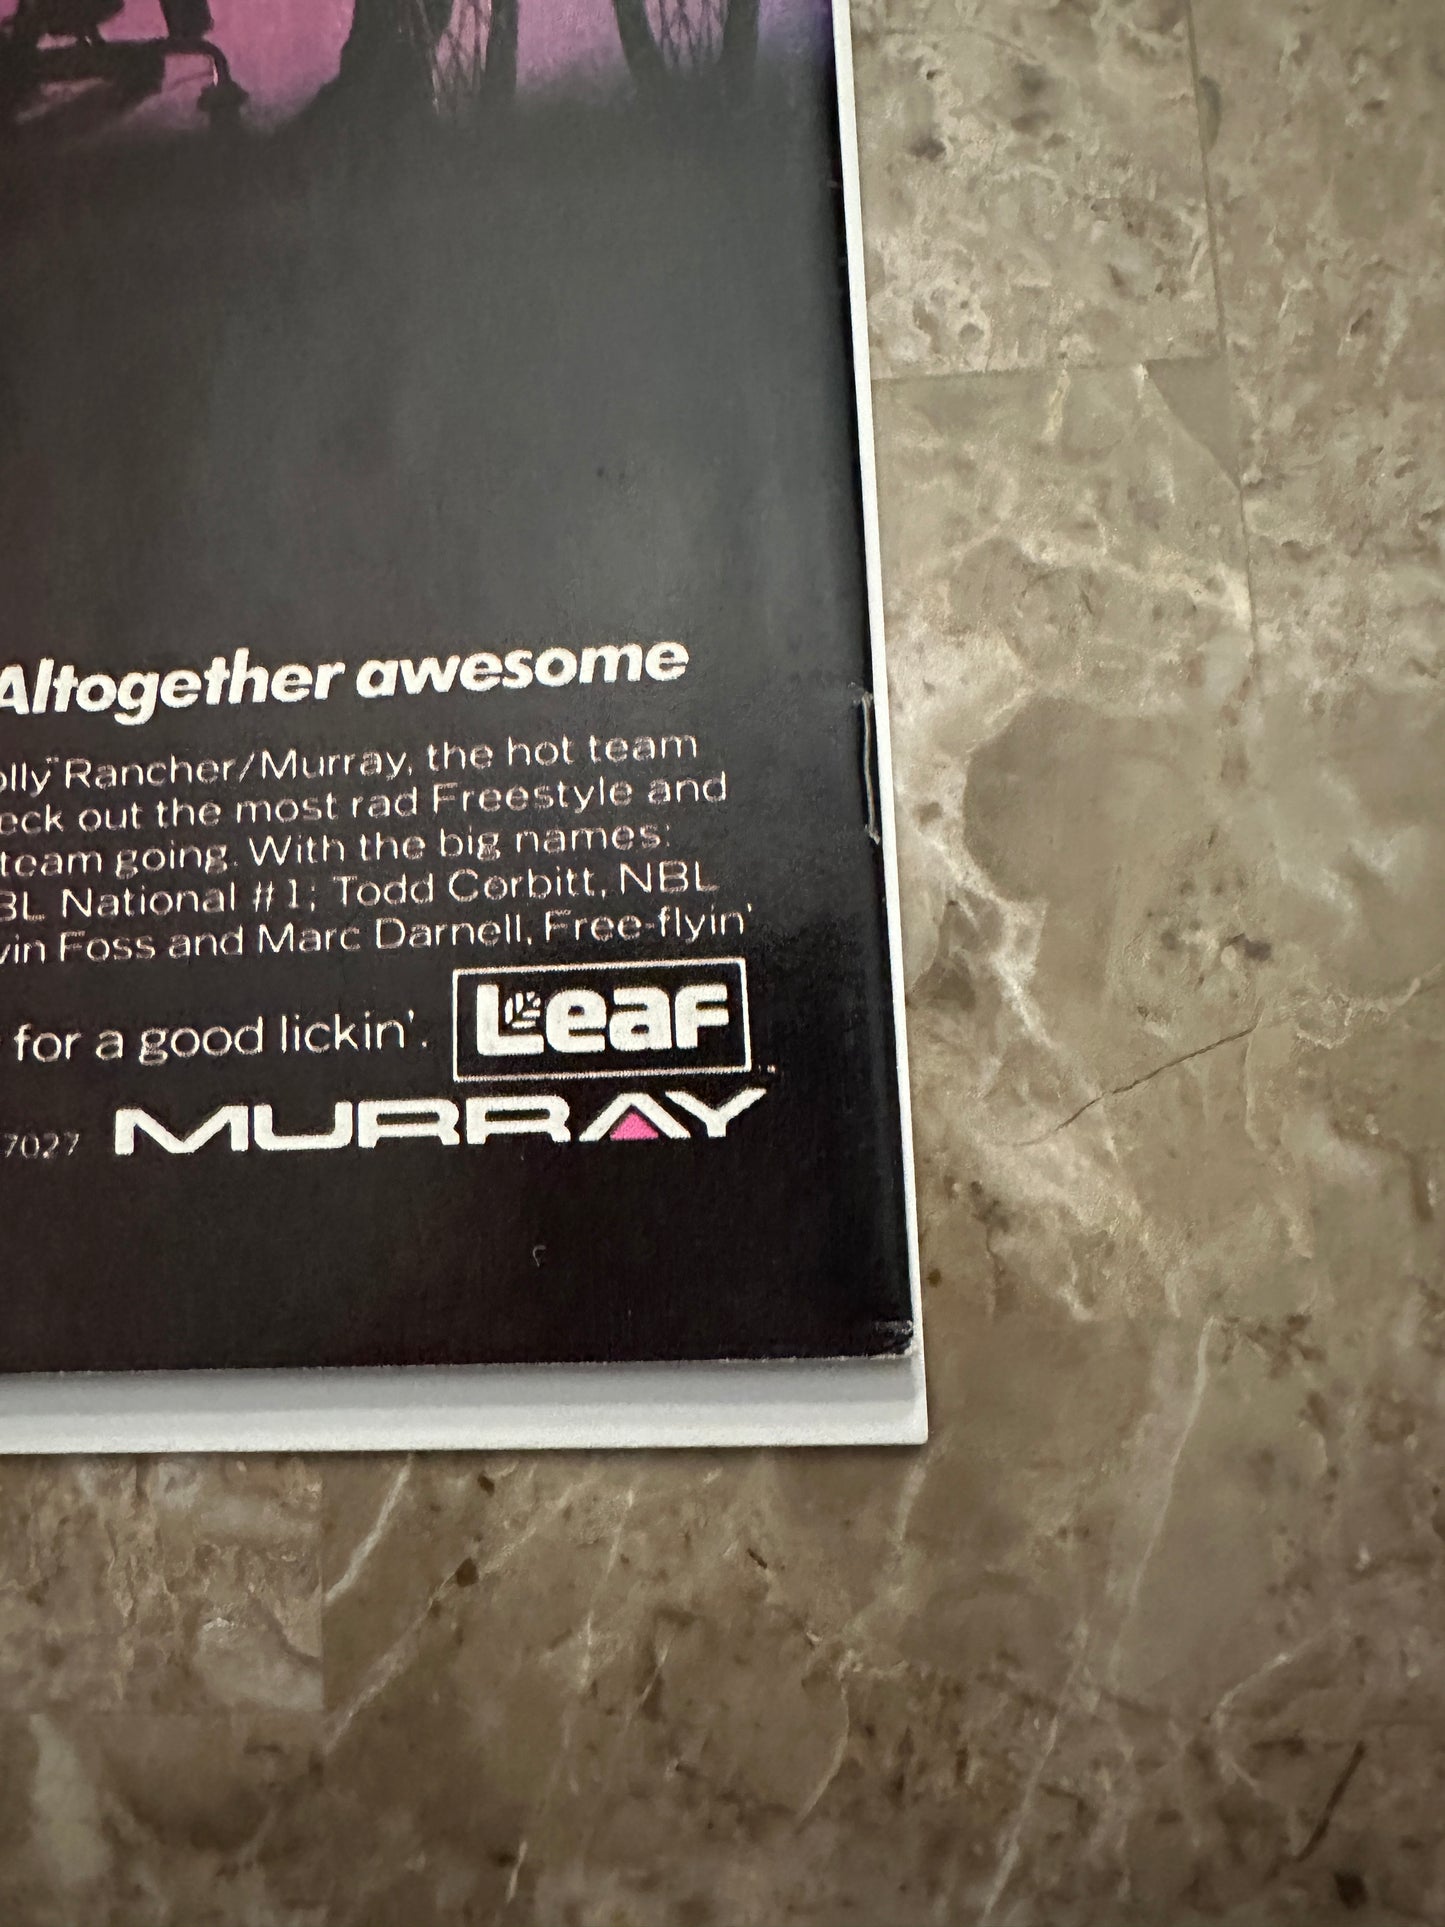 Altogether awesome
olly Rancher/Murray, the hot team
eck out the most rad Freestyle and
team going. With the big names:
BL National #1; Todd Corbitt, NBL
vin Foss and Marc Darnell, Free-flyin'
for a good lickin'.
Leaf
7027
MURRAY